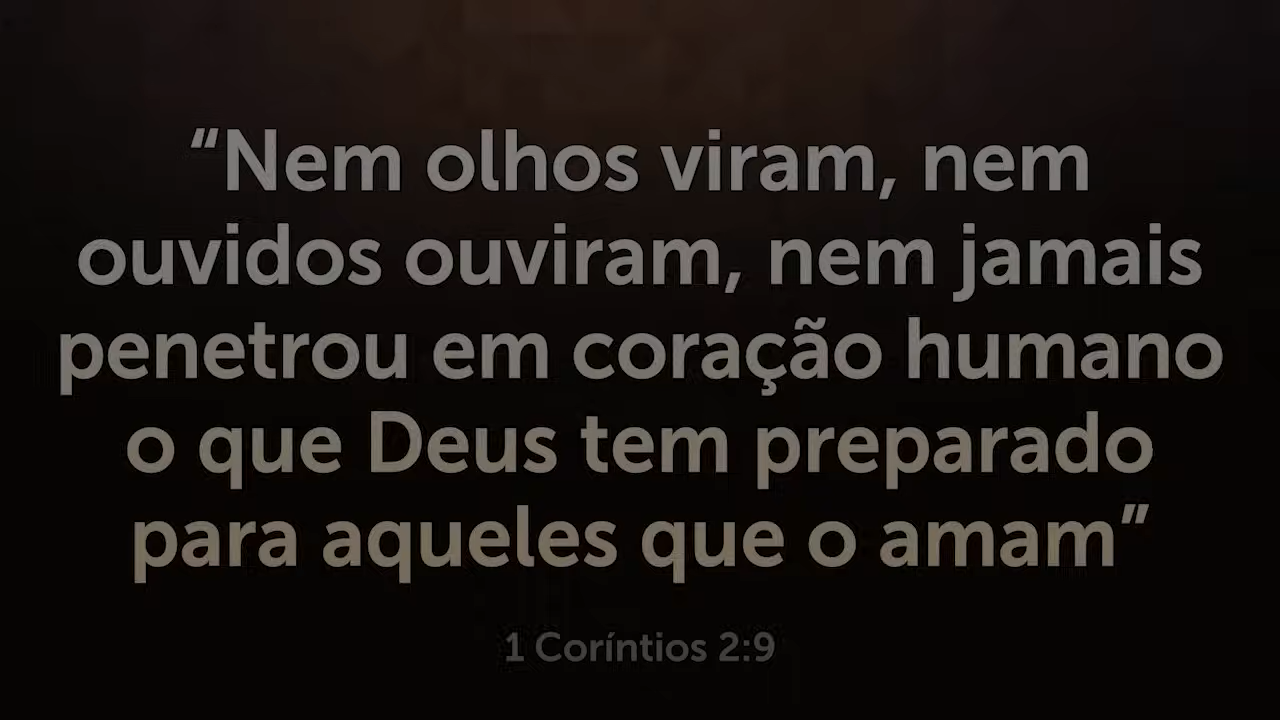 “Nem olhos viram, nem
ouvidos ouviram, nem jamais
penetrou em coração humano
o que Deus tem preparado
para aqueles que o amam”
1 Coríntios 2:9